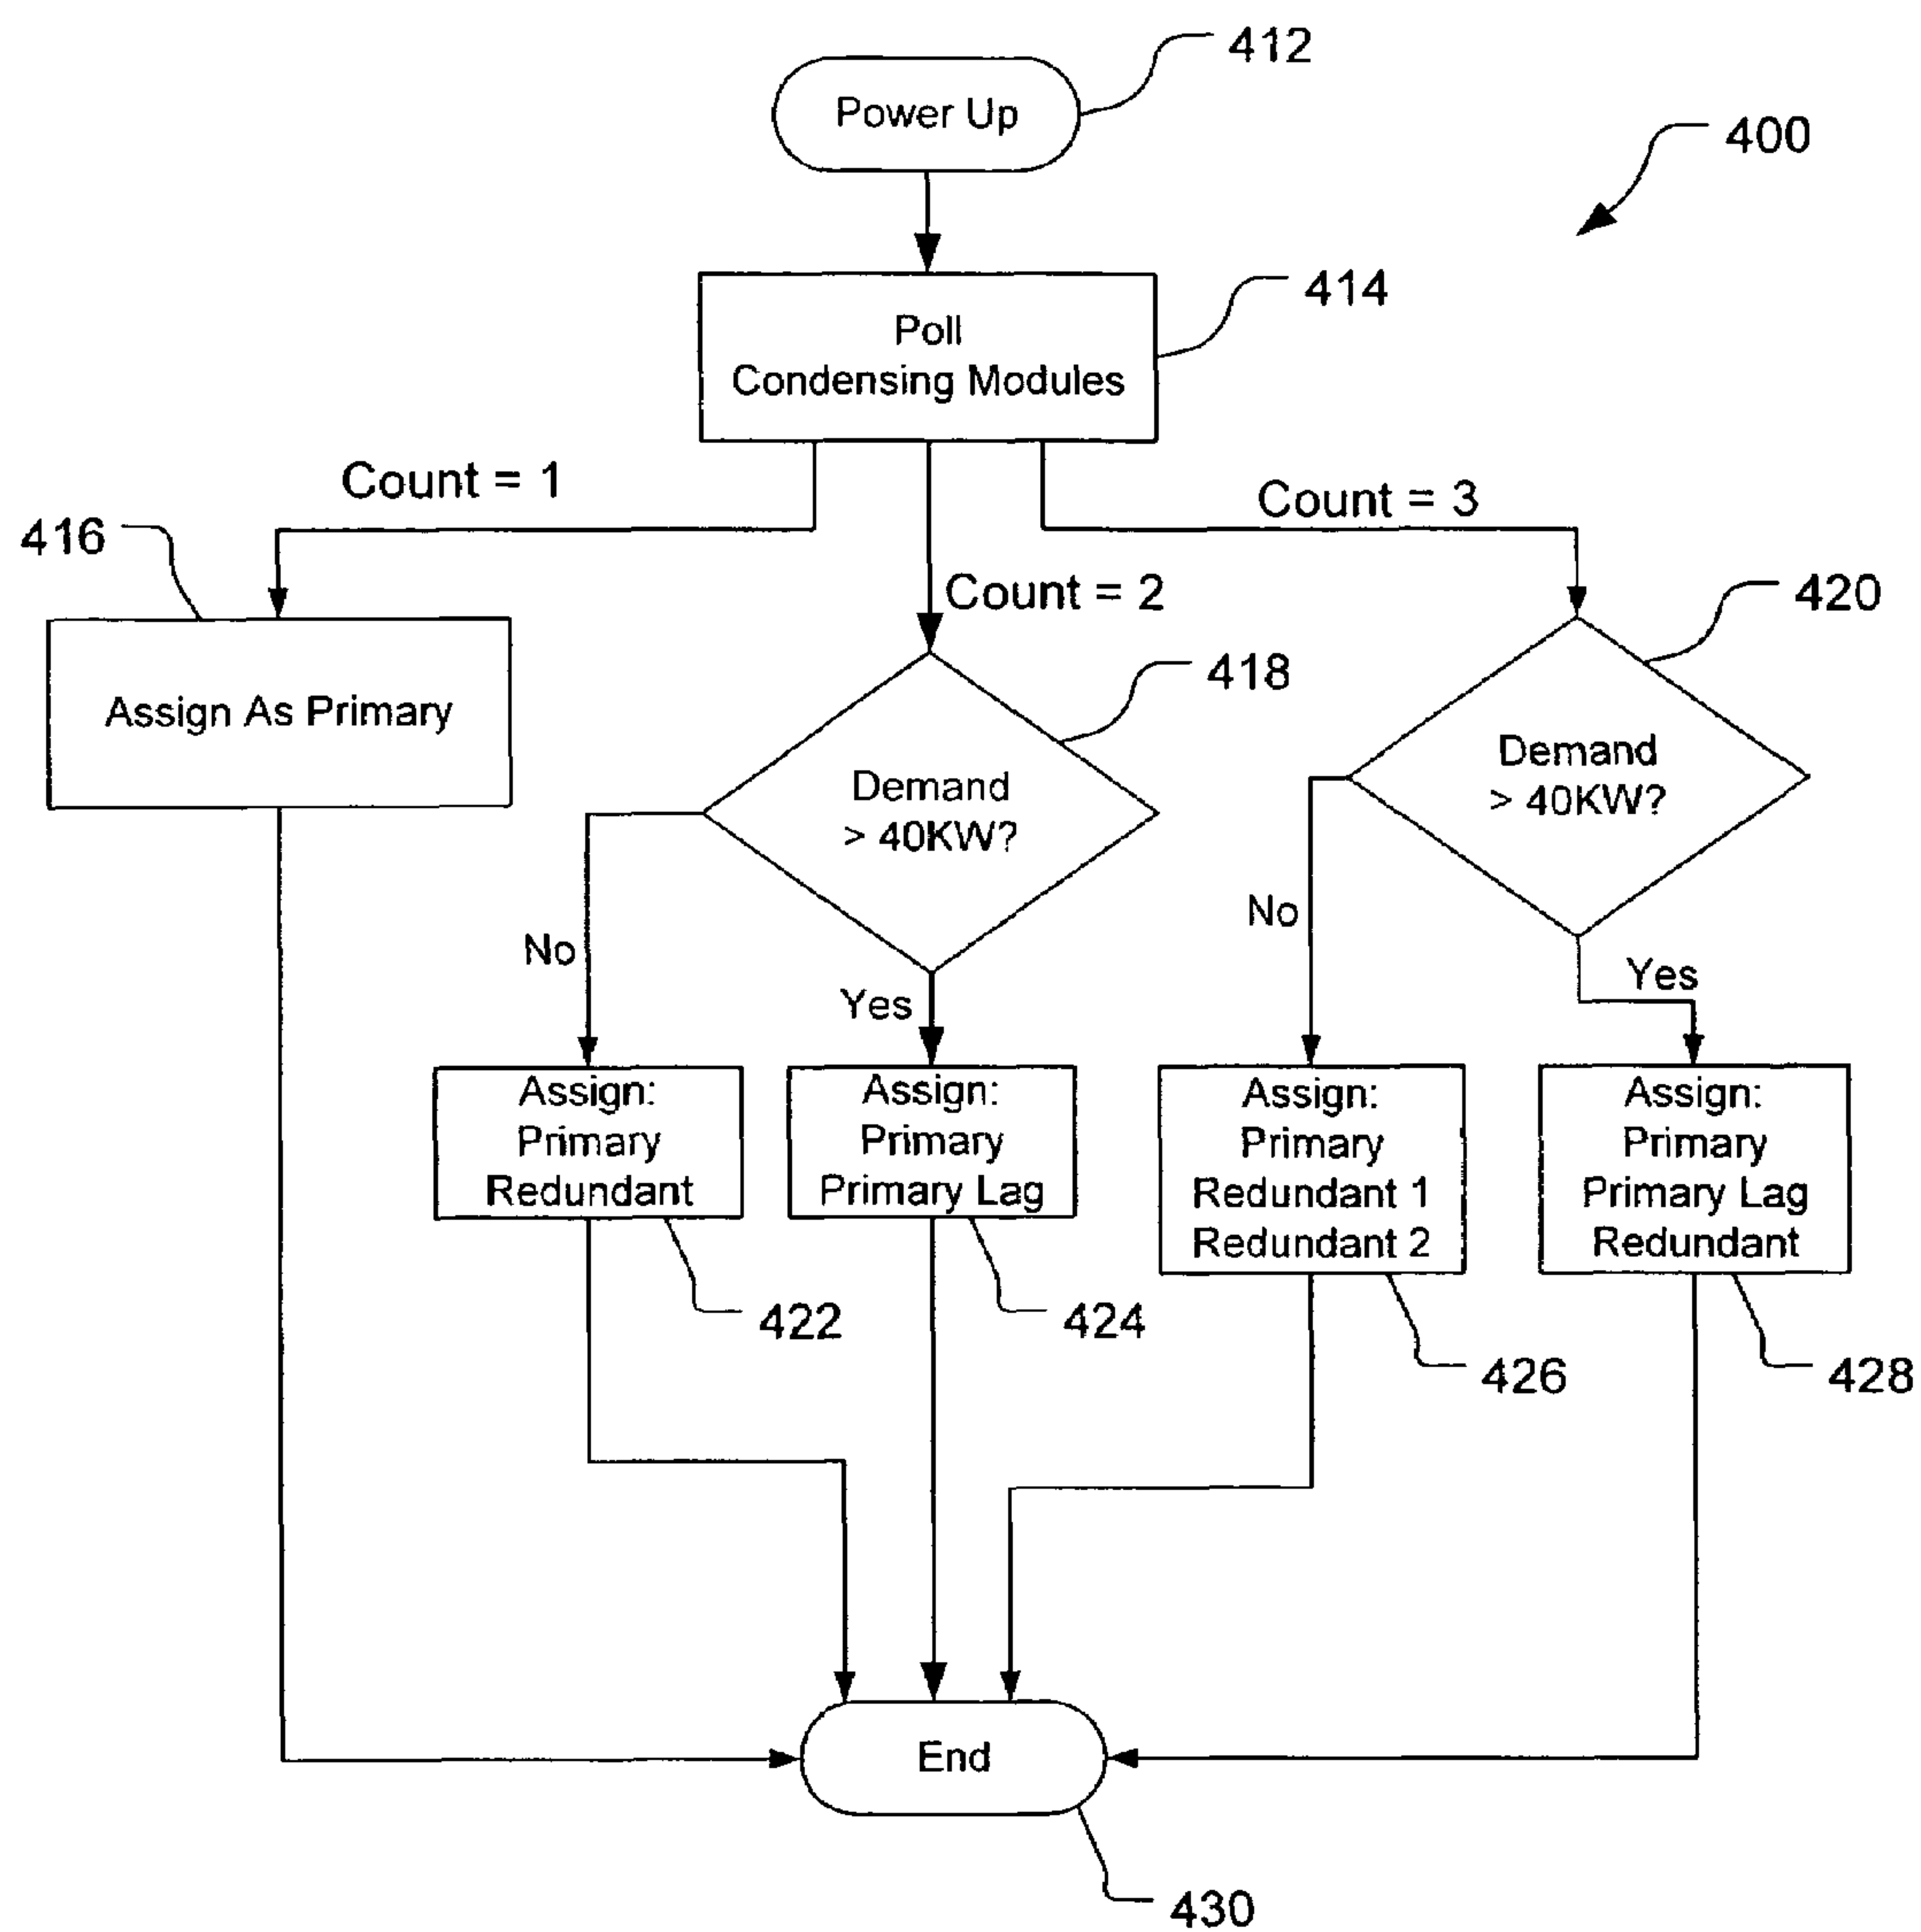 412
Power Up
400
414
Poll
Condensing Modules
Count = 1
Count = 3
416
Count = 2
420
418
Assign As Primary
Demand
> 40KW?
Demand
> 40KW?
No
No
Yes
Yes
Assign:
Primary
Redundant
Assign:
Primary
Primary Lag
Assign:
Primary
Redundant 1
Redundant 2
Assign:
Primary
Primary Lag
Redundant
422
424
426
428
End
430